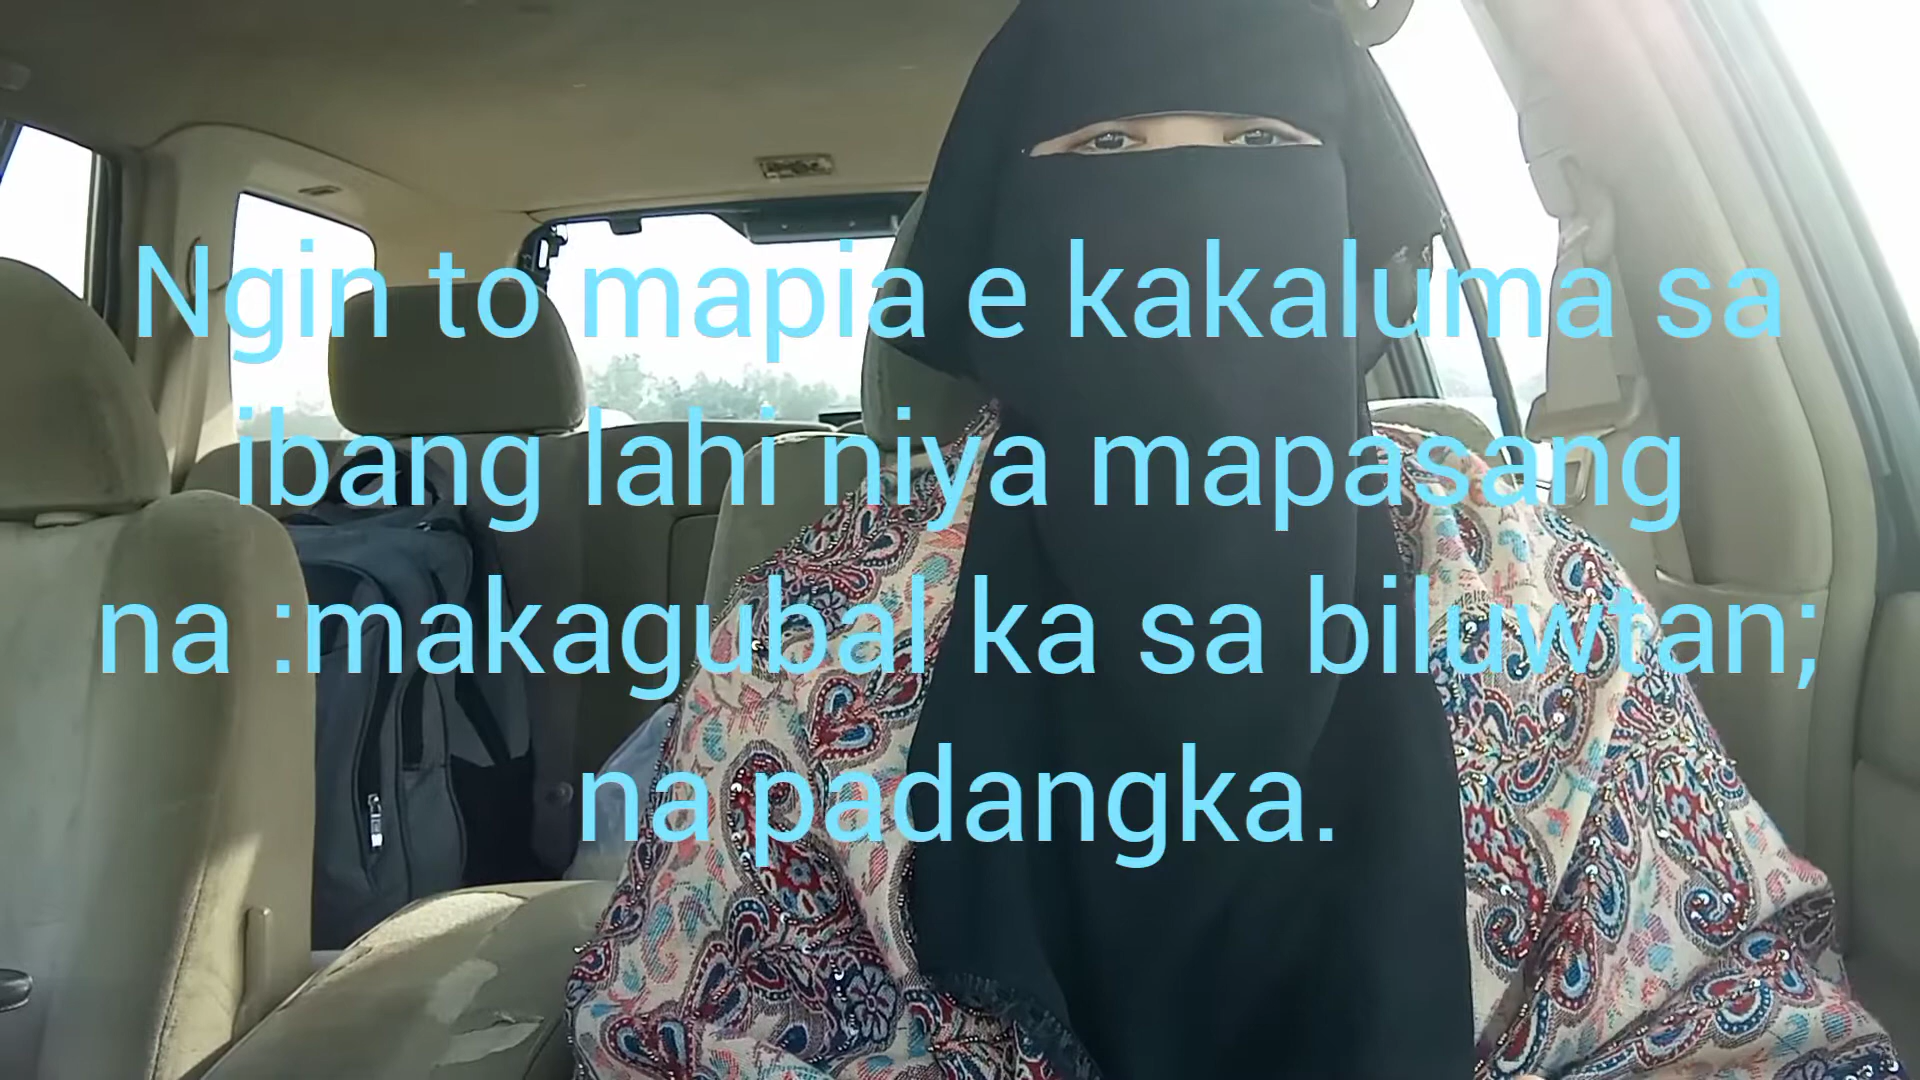 Ngin to mapia e kakaluma sa
ibang lahi niya mapasang
na :makagubal ka sa biluwtan;
na padangka.